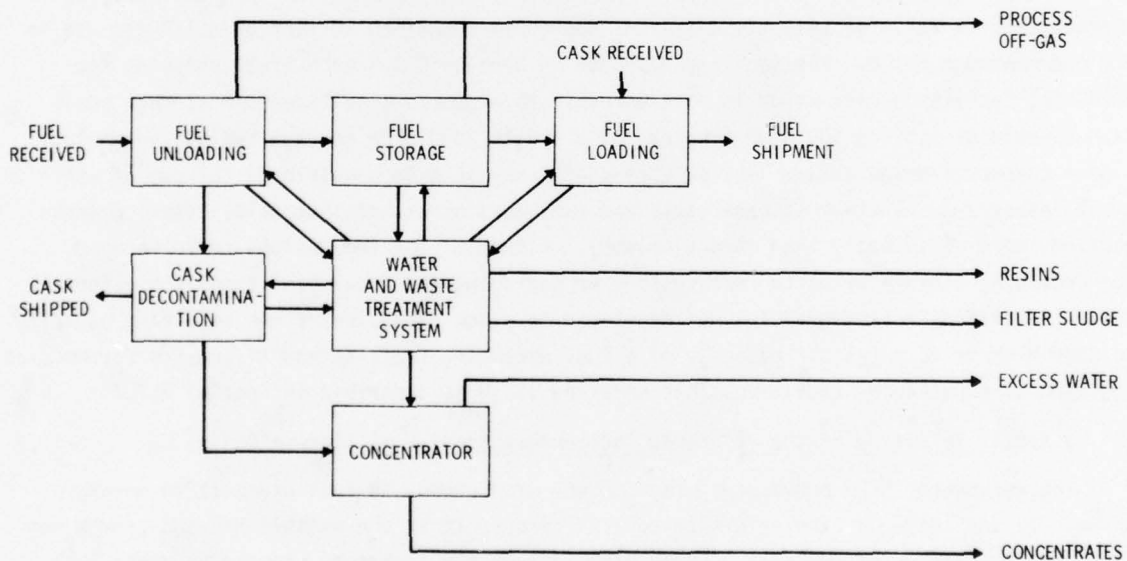 PROCESS
OFF-GAS
CASK RECEIVED
FUEL
RECEIVED
FUEL
UNLOADING
FUEL
STORAGE
FUEL
LOADING
FUEL
SHIPMENT
CASK
SHIPPED
CASK
DECONTAMINA-
TION
WATER
AND WASTE
TREATMENT
SYSTEM
RESINS
FILTER SLUDGE
EXCESS WATER
CONCENTRATOR
CONCENTRATES